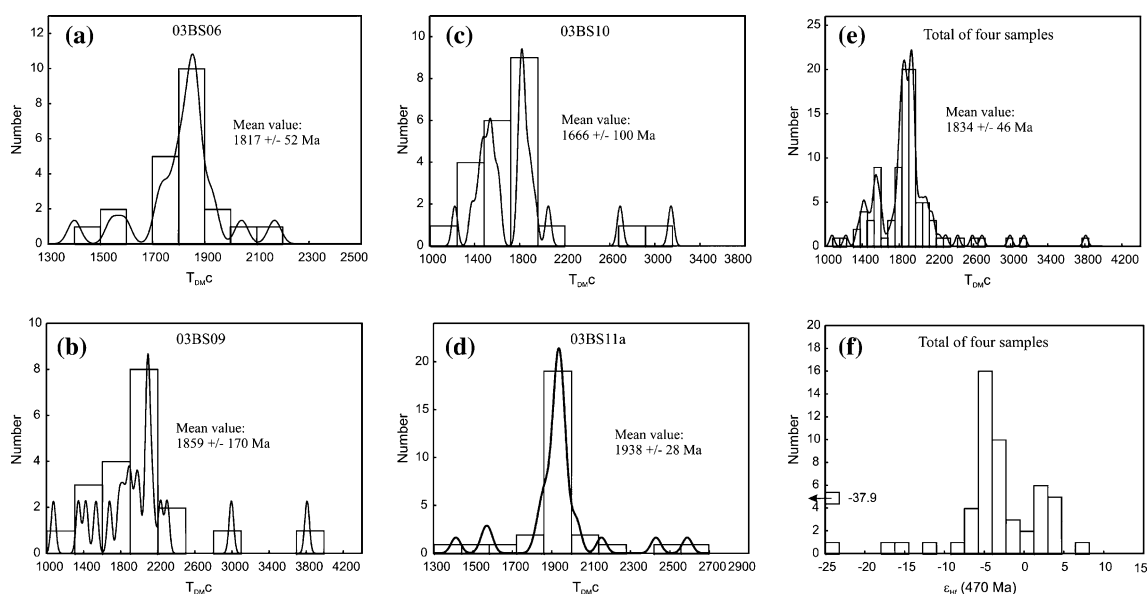 (a)
03BS06
12
10
8
6
4
2
0
Number
Mean value:
1817 +/- 52 Ma
1300 1500 1700 1900 2100 2300 2500
TDMC
(c)
03BS10
10
8
6
4
2
0
Number
Mean value:
1666 +/- 100 Ma
1000 1400 1800 2200 2600 3000 3400 3800
TDMC
(e)
Total of four samples
25
20
15
10
5
0
Number
Mean value:
1834 +/- 46 Ma
1000 1400 1800 2200 2600 3000 3400 3800 4200
TDMC
(b)
03BS09
10
8
6
4
2
0
Number
Mean value:
1859 +/- 170 Ma
1000 1400 1800 2200 2600 3000 3400 3800 4200
TDMC
(d)
03BS11a
20
15
10
5
0
Number
Mean value:
1938 +/- 28 Ma
1300 1500 1700 1900 2100 2300 2500 2700 2900
TDMC
(f)
Total of four samples
20
18
16
14
12
10
8
6
4
2
0
Number
-37.9
-25 -20 -15 -10 -5 0 5 10 15
εHf (470 Ma)